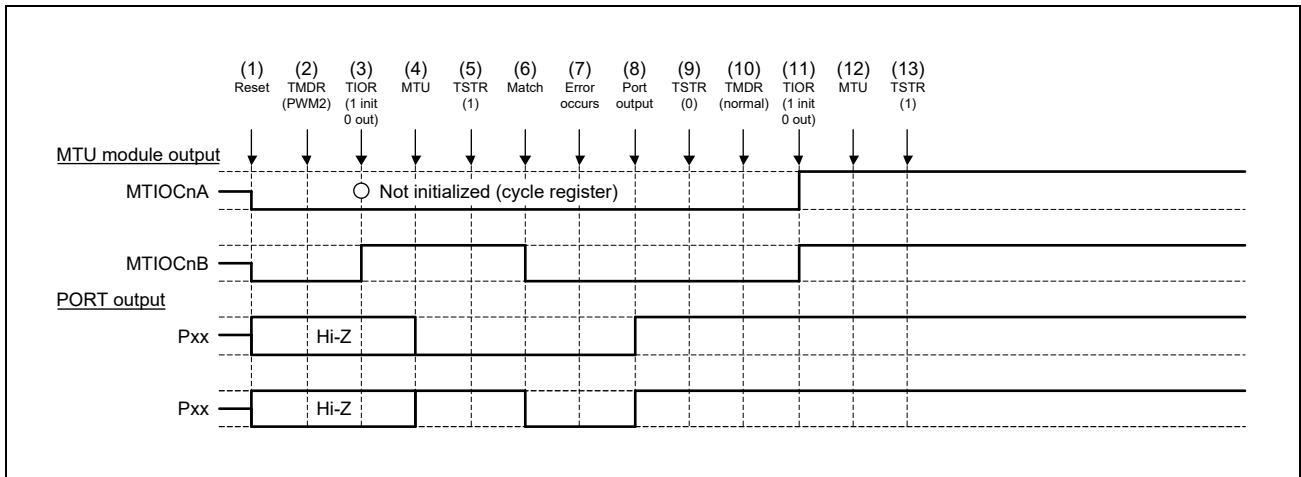 (1) (2) (3) (4) (5) (6) (7) (8) (9) (10) (11) (12) (13)
Reset TMDR TIOR MTU TSTR Match Error Port TSTR TMDR TIOR MTU TSTR
(PWM2) (1 init (1) occurs output (0) (normal) (1 init (1)
0 out) 0 out)
MTU module output
MTIOCnA Not initialized (cycle register)
MTIOCnB
PORT output
Pxx Hi-Z
Pxx Hi-Z